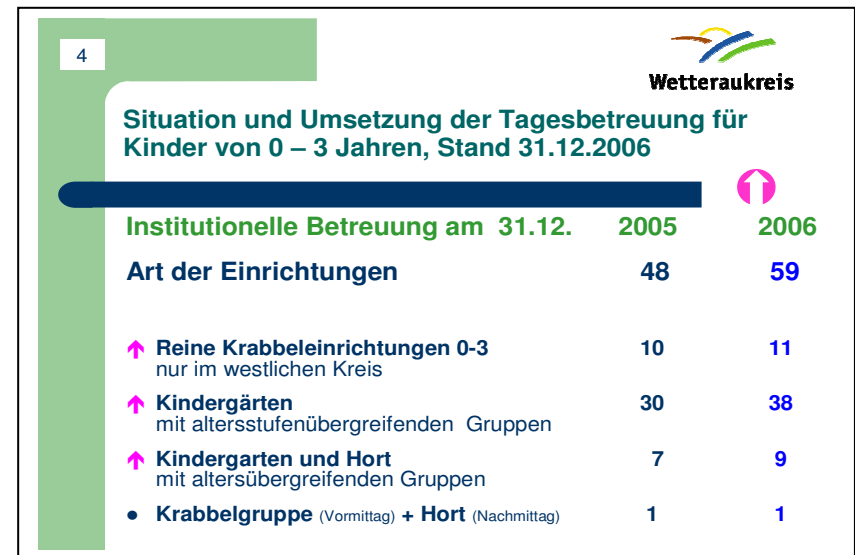 4
Wetteraukreis
Situation und Umsetzung der Tagesbetreuung für
Kinder von 0 – 3 Jahren, Stand 31.12.2006
Institutionelle Betreuung am 31.12. 2005 2006
Art der Einrichtungen 48 59
Reine Krabbeleinrichtungen 0-3 10 11
nur im westlichen Kreis
Kindergärten 30 38
mit altersstufenübergreifenden Gruppen
Kindergarten und Hort 7 9
mit altersübergreifenden Gruppen
Krabbelgruppe (Vormittag) + Hort (Nachmittag) 1 1